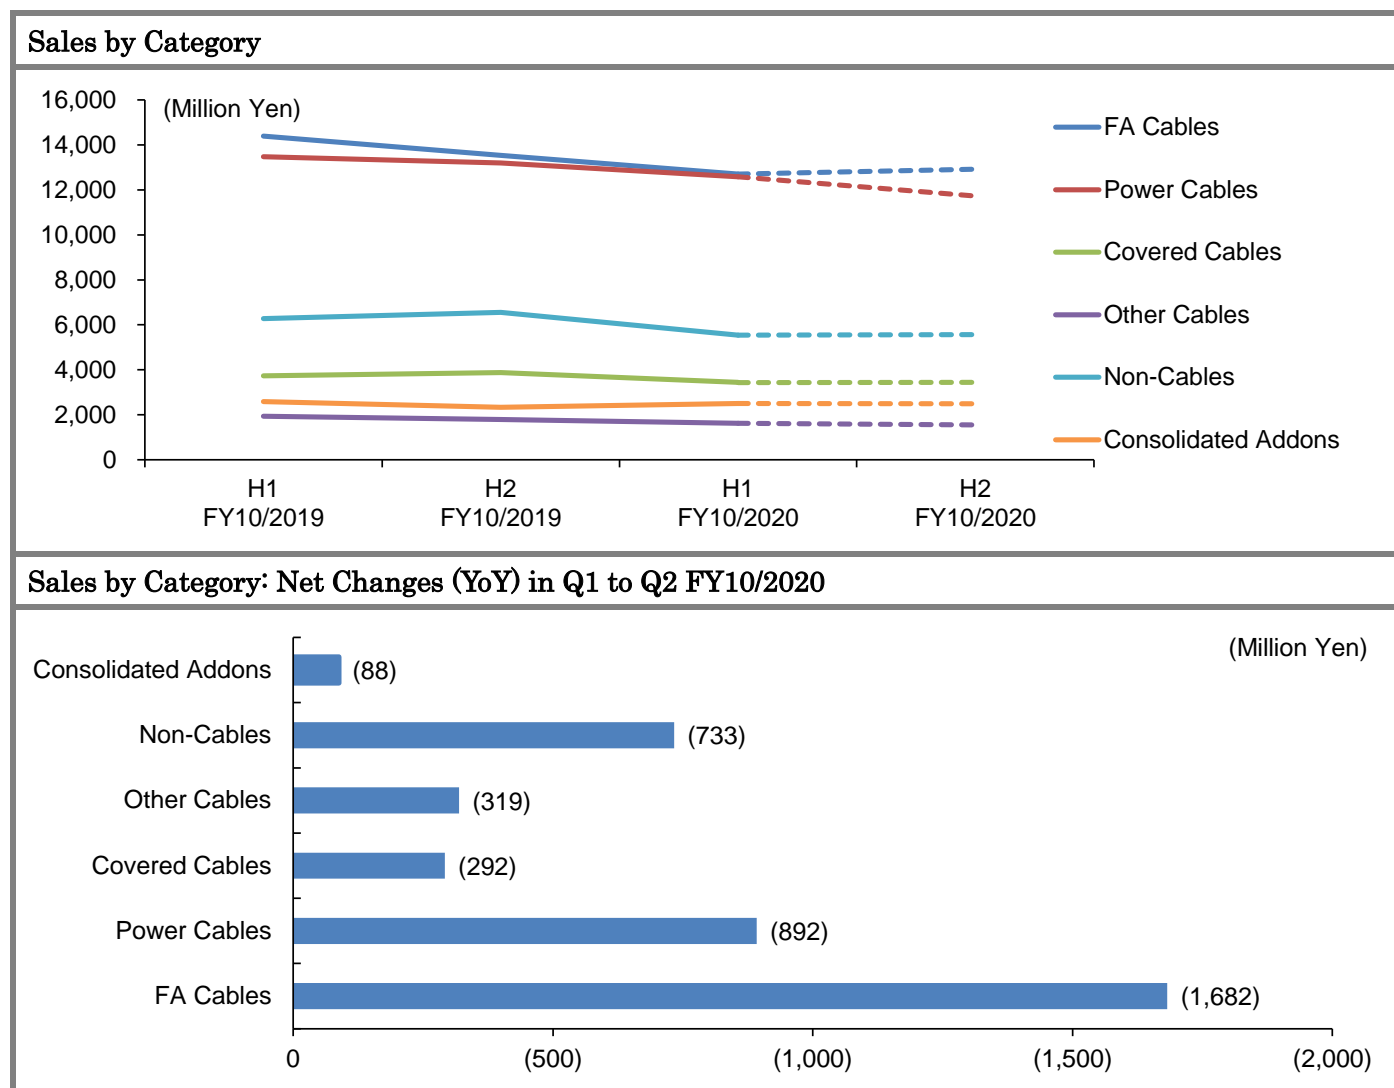 Sales by Category
(Million Yen)
16,000
14,000
12,000
10,000
8,000
6,000
4,000
2,000
0
H1
FY10/2019
H2
FY10/2019
H1
FY10/2020
H2
FY10/2020
FA Cables
Power Cables
Covered Cables
Other Cables
Non-Cables
Consolidated Addons
Sales by Category: Net Changes (YoY) in Q1 to Q2 FY10/2020
(Million Yen)
Consolidated Addons (88)
Non-Cables (733)
Other Cables (319)
Covered Cables (292)
Power Cables (892)
FA Cables (1,682)
0 (500) (1,000) (1,500) (2,000)